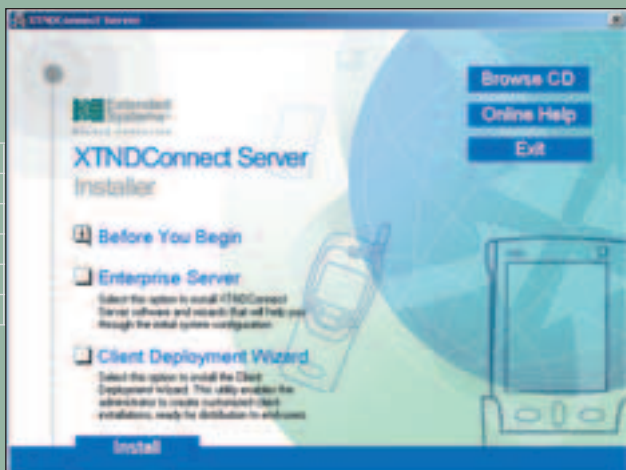 XTNDConnect Server
Browse CD
Online Help
Exit
Extended
Systems
XTNDConnect Server
Installer
Before You Begin
Enterprise Server
Select this option to install XTNDConnect
Server software and wizards that will help you
through the initial system configuration.
Client Deployment Wizard
Select this option to install the Client
Deployment Wizard. This utility enables the
administrator to create customized client
installations, ready for distribution to end users.
Install